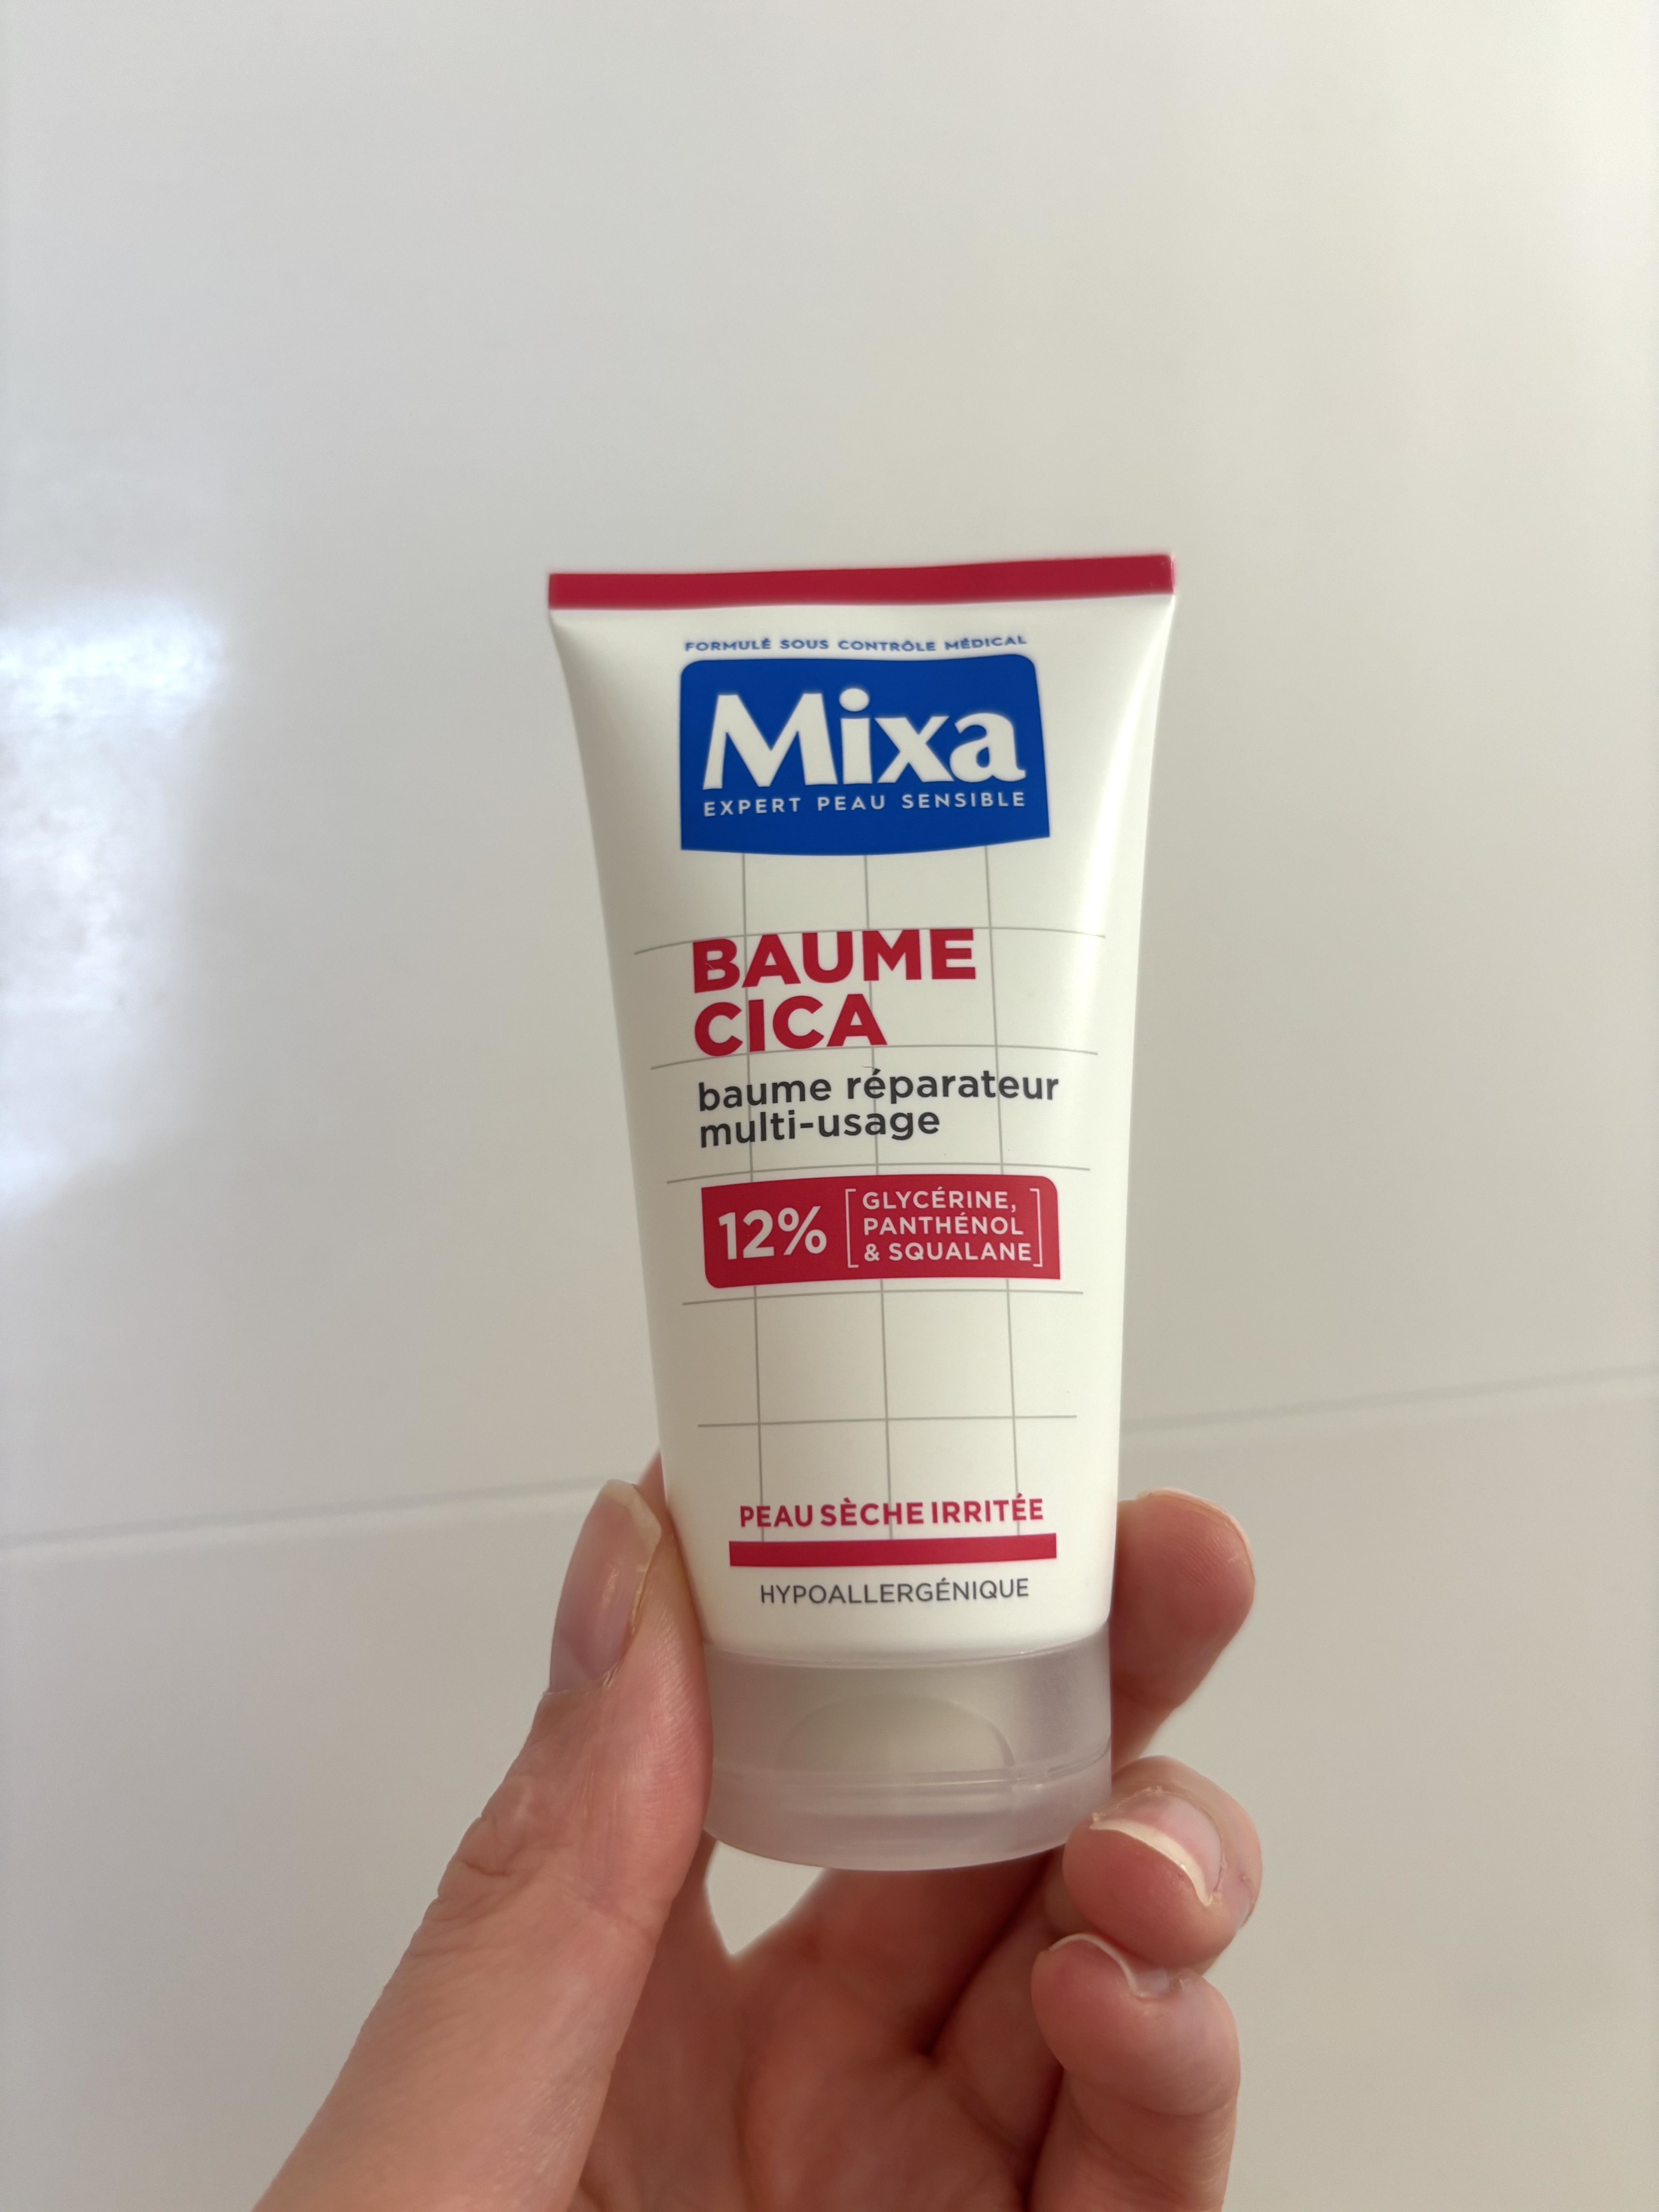 FORMULÉ SOUS CONTRÔLE MÉDICAL
Mixa
EXPERT PEAU SENSIBLE
BAUME
CICA
baume réparateur
multi-usage
12%
GLYCÉRINE,
PANTHÉNOL
& SQUALANE
PEAU SÈCHE IRRITÉE
HYPOALLERGÉNIQUE